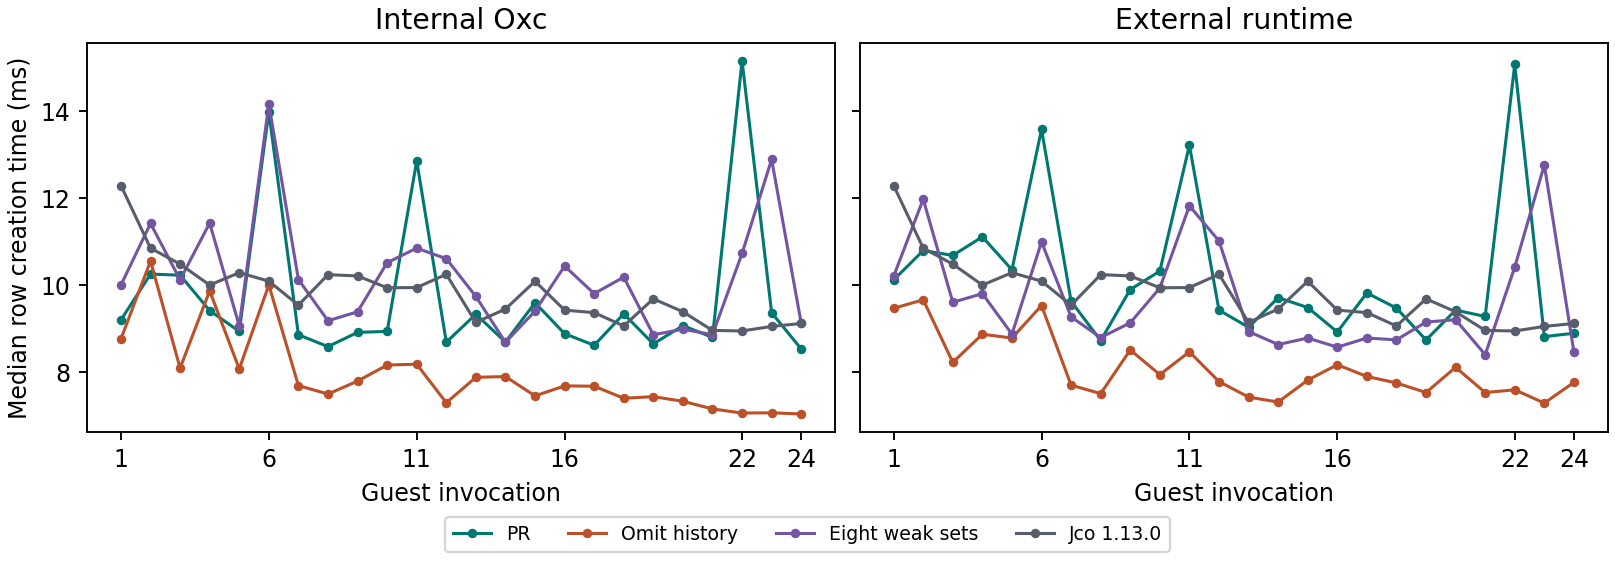 Internal Oxc
External runtime
Median row creation time (ms)
14
12
10
8
1 6 11 16 22 24
1 6 11 16 22 24
Guest invocation
Guest invocation
PR Omit history Eight weak sets Jco 1.13.0